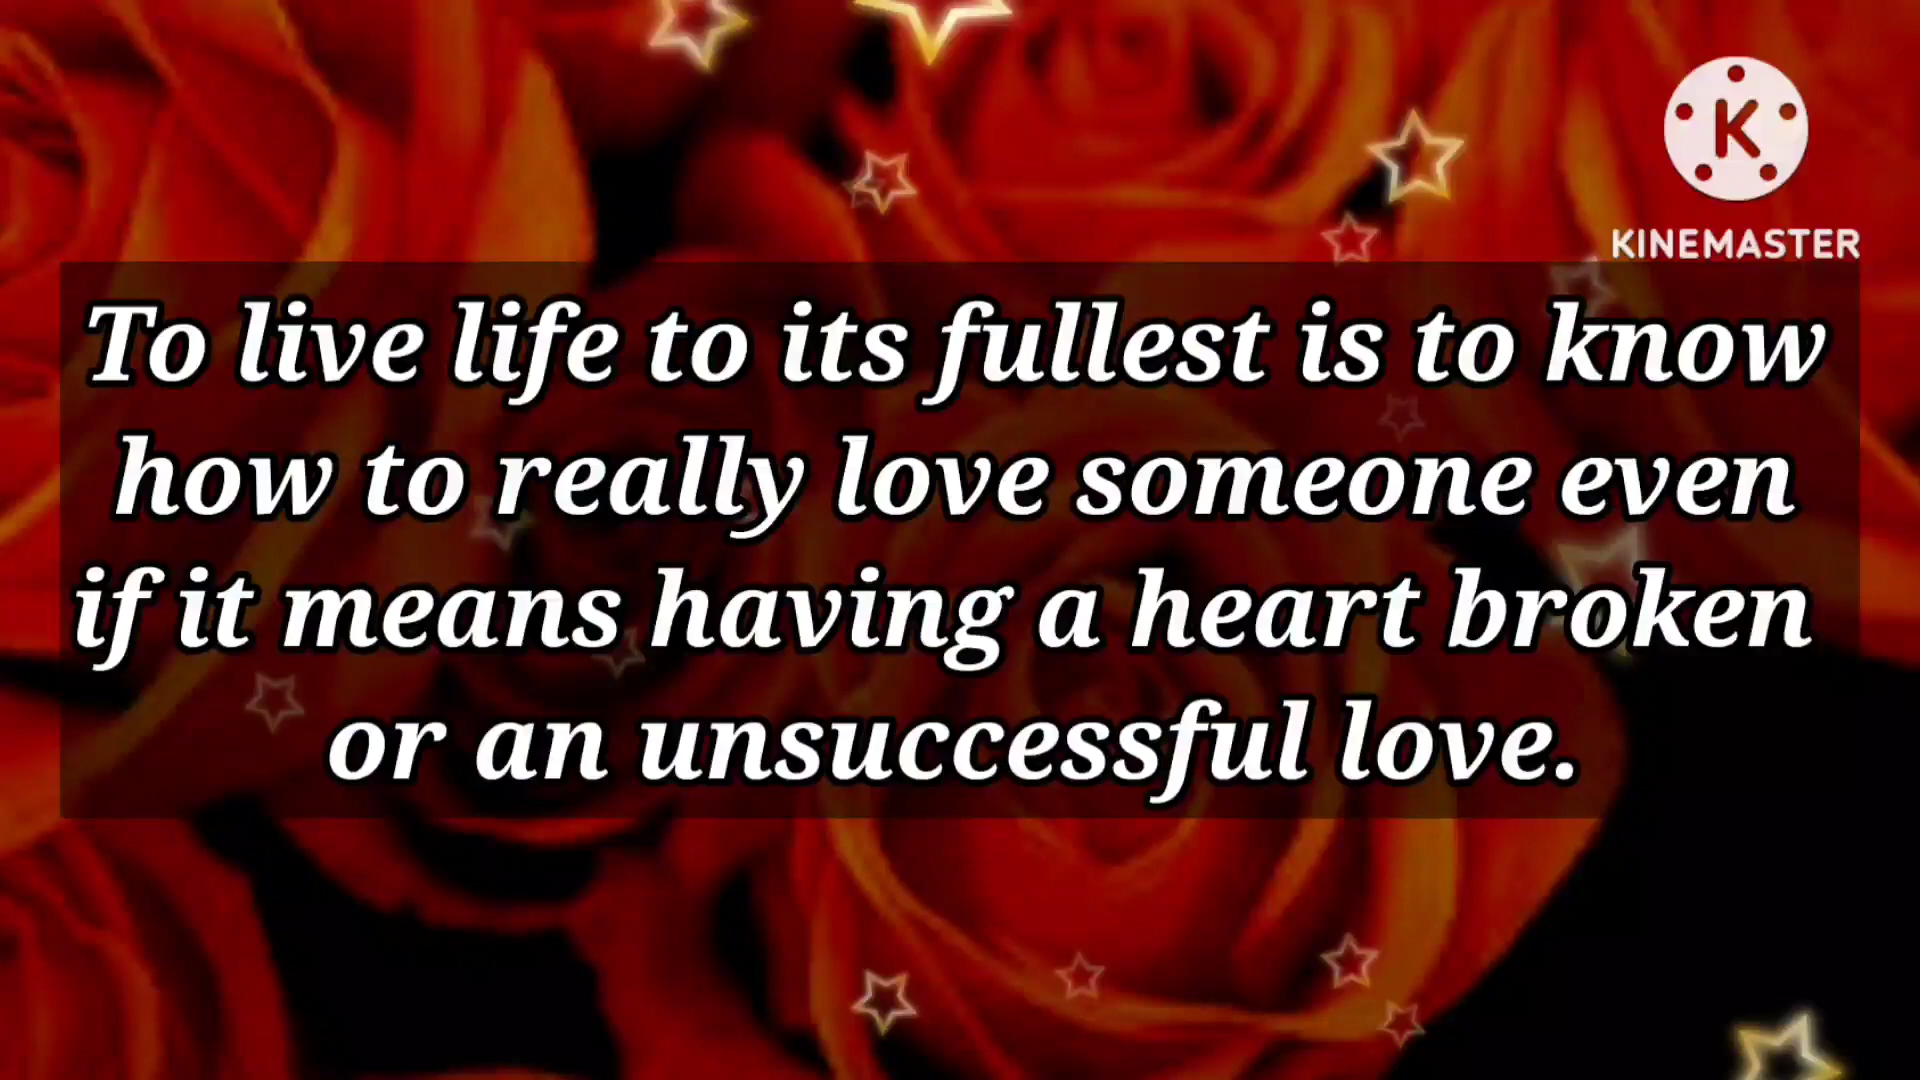 K
KINEMASTER
To live life to its fullest is to know
how to really love someone even
if it means having a heart broken
or an unsuccessful love.